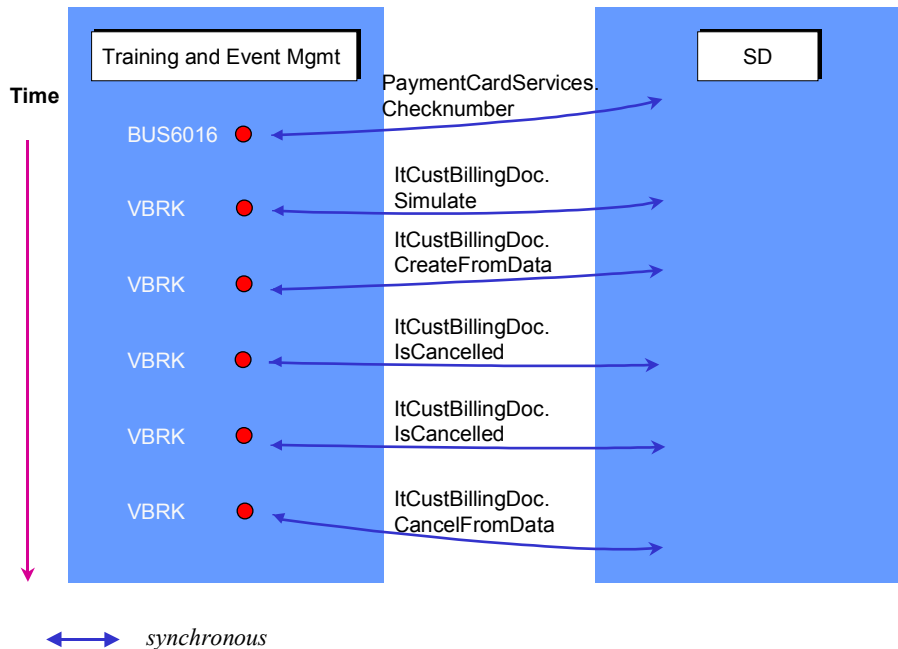 Training and Event Mgmt
SD
Time
PaymentCardServices.
Checknumber
BUS6016
ItCustBillingDoc.
Simulate
VBRK
ItCustBillingDoc.
CreateFromData
VBRK
ItCustBillingDoc.
IsCancelled
VBRK
ItCustBillingDoc.
IsCancelled
VBRK
ItCustBillingDoc.
CancelFromData
VBRK
synchronous